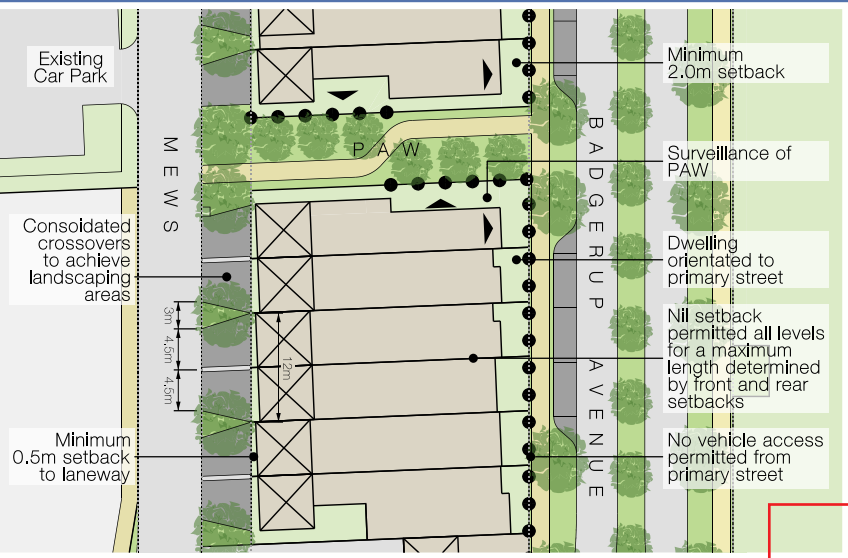 Existing
Car Park
MEWS
PAW
BADGERUP AVENUE
Minimum
2.0m setback
Surveillance of
PAW
Consoidated
crossovers
to achieve
landscaping
areas
Dwelling
orientated to
primary street
3m
4.5m
4.5m
12m
Nil setback
permitted all levels
for a maximum
length determined
by front and rear
setbacks
Minimum
0.5m setback
to laneway
No vehicle access
permitted from
primary street